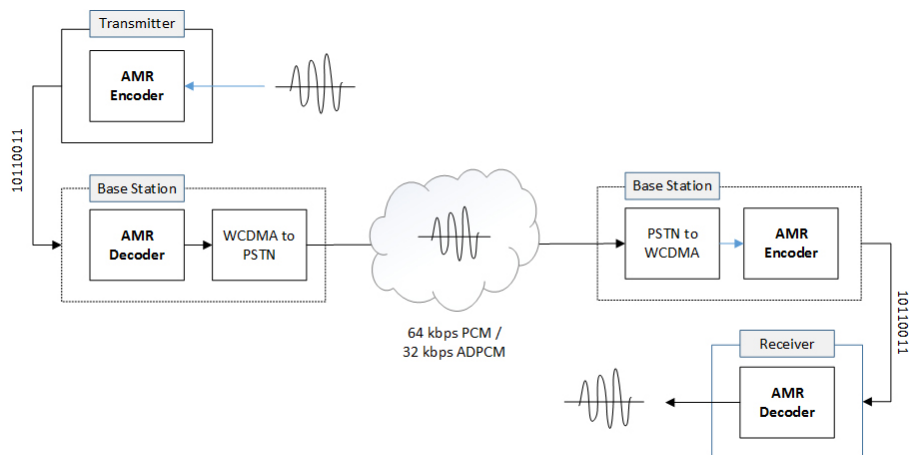 Transmitter
AMR
Encoder
10110011
Base Station
AMR
Decoder
WCDMA to
PSTN
64 kbps PCM /
32 kbps ADPCM
Base Station
PSTN to
WCDMA
AMR
Encoder
10110011
Receiver
AMR
Decoder